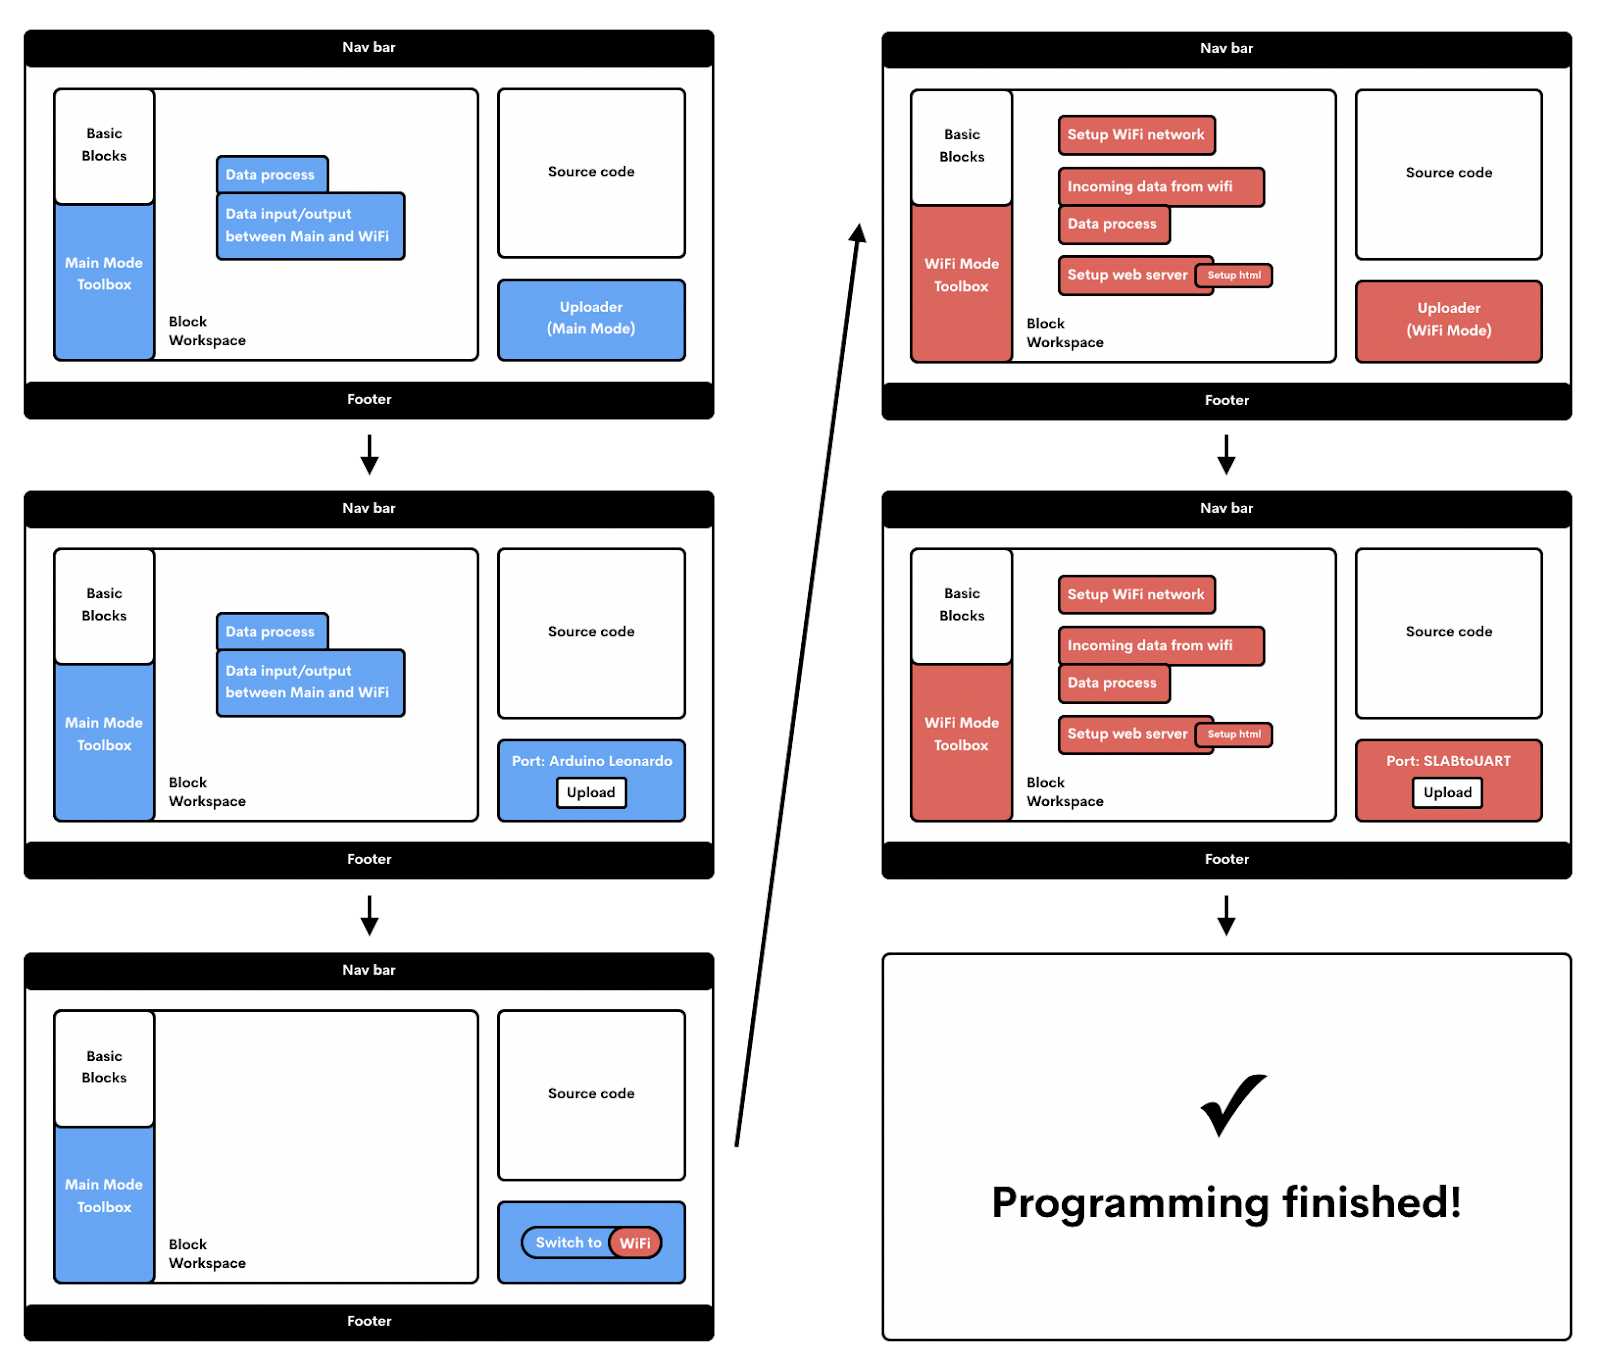 Nav bar
Basic
Blocks
Main Mode
Toolbox
Data process
Data input/output
between Main and WiFi
Block
Workspace
Source code
Uploader
(Main Mode)
Footer
Nav bar
Basic
Blocks
Main Mode
Toolbox
Data process
Data input/output
between Main and WiFi
Block
Workspace
Source code
Port: Arduino Leonardo
Upload
Footer
Nav bar
Basic
Blocks
Main Mode
Toolbox
Block
Workspace
Source code
Switch to WiFi
Footer
Nav bar
Basic
Blocks
WiFi Mode
Toolbox
Setup WiFi network
Incoming data from wifi
Data process
Setup web server Setup html
Block
Workspace
Source code
Uploader
(WiFi Mode)
Footer
Nav bar
Basic
Blocks
WiFi Mode
Toolbox
Setup WiFi network
Incoming data from wifi
Data process
Setup web server Setup html
Block
Workspace
Source code
Port: SLABtoUART
Upload
Footer
Programming finished!